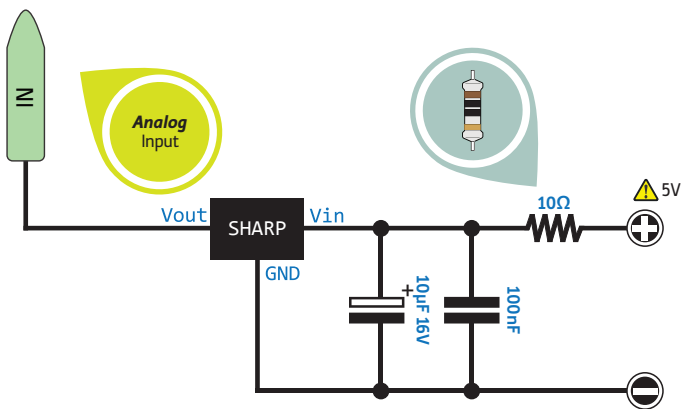 IN
Analog
Input
10Ω
5V
Vout
SHARP
Vin
GND
+
10µF 16V
100nF